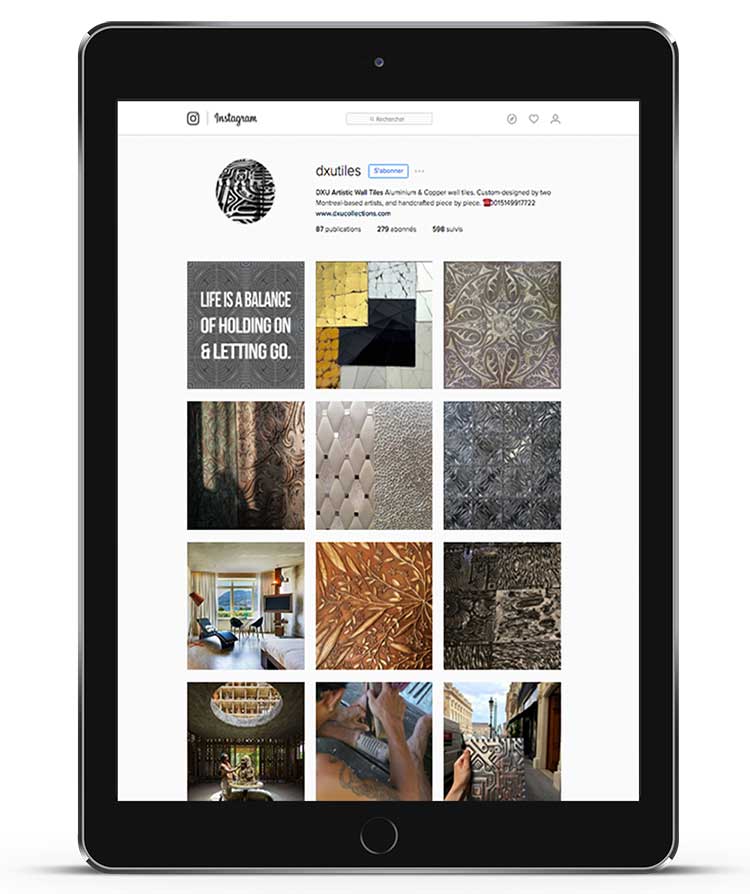 Instagram
Rechercher
dxutiles S'abonner
DXU Artistic Wall Tiles Aluminium & Copper wall tiles. Custom-designed by two
Montreal-based artists, and handcrafted piece by piece. ☎️0015149917722
www.dxucollections.com
87 publications 279 abonnés 598 suivis
LIFE IS A BALANCE
OF HOLDING ON
& LETTING GO.